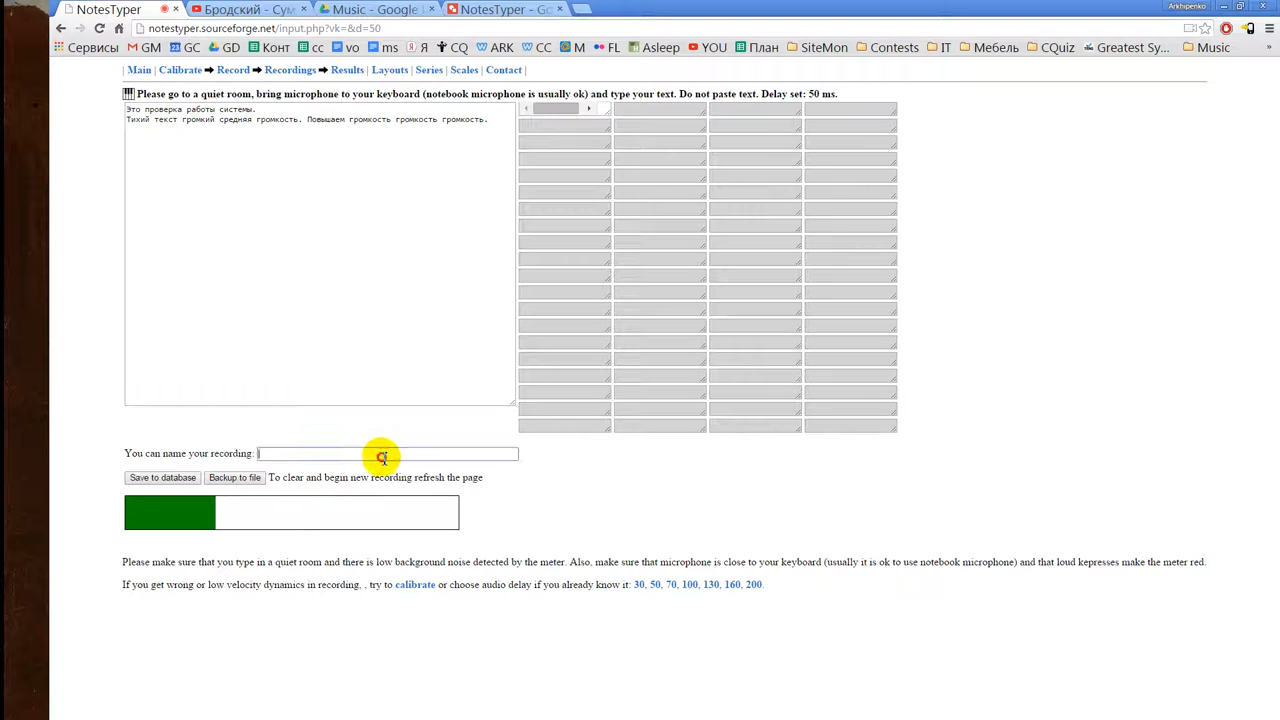 NotesTyper
Бродский - Сум
Music - Google
NotesTyper - Go
Arkhipenko
notestyper.sourceforge.net/input.php?vk=&d=50
Сервисы GM GC GD Конт cc vo ms Я CQ ARK CC M FL Asleep YOU План SiteMon Contests IT Мебель CQuiz Greatest Sy... Music
| Main | Calibrate Record Recordings Results | Layouts | Series | Scales | Contact |
Please go to a quiet room, bring microphone to your keyboard (notebook microphone is usually ok) and type your text. Do not paste text. Delay set: 50 ms.
Это проверка работы системы.
Тихий текст громкий средняя громкость. Повышаем громкость громкость громкость.
You can name your recording:
Save to database Backup to file To clear and begin new recording refresh the page
Please make sure that you type in a quiet room and there is low background noise detected by the meter. Also, make sure that microphone is close to your keyboard (usually it is ok to use notebook microphone) and that loud kepresses make the meter red.
If you get wrong or low velocity dynamics in recording, , try to calibrate or choose audio delay if you already know it: 30, 50, 70, 100, 130, 160, 200.